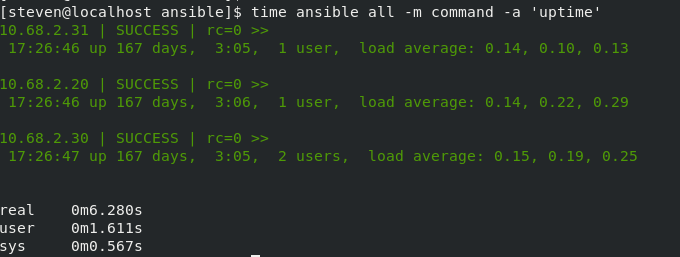 [steven@localhost ansible]$ time ansible all -m command -a 'uptime'
10.68.2.31 | SUCCESS | rc=0 >>
 17:26:46 up 167 days,  3:05,  1 user,  load average: 0.14, 0.10, 0.13

10.68.2.20 | SUCCESS | rc=0 >>
 17:26:46 up 167 days,  3:06,  1 user,  load average: 0.14, 0.22, 0.29

10.68.2.30 | SUCCESS | rc=0 >>
 17:26:47 up 167 days,  3:05,  2 users,  load average: 0.15, 0.19, 0.25


real    0m6.280s
user    0m1.611s
sys     0m0.567s